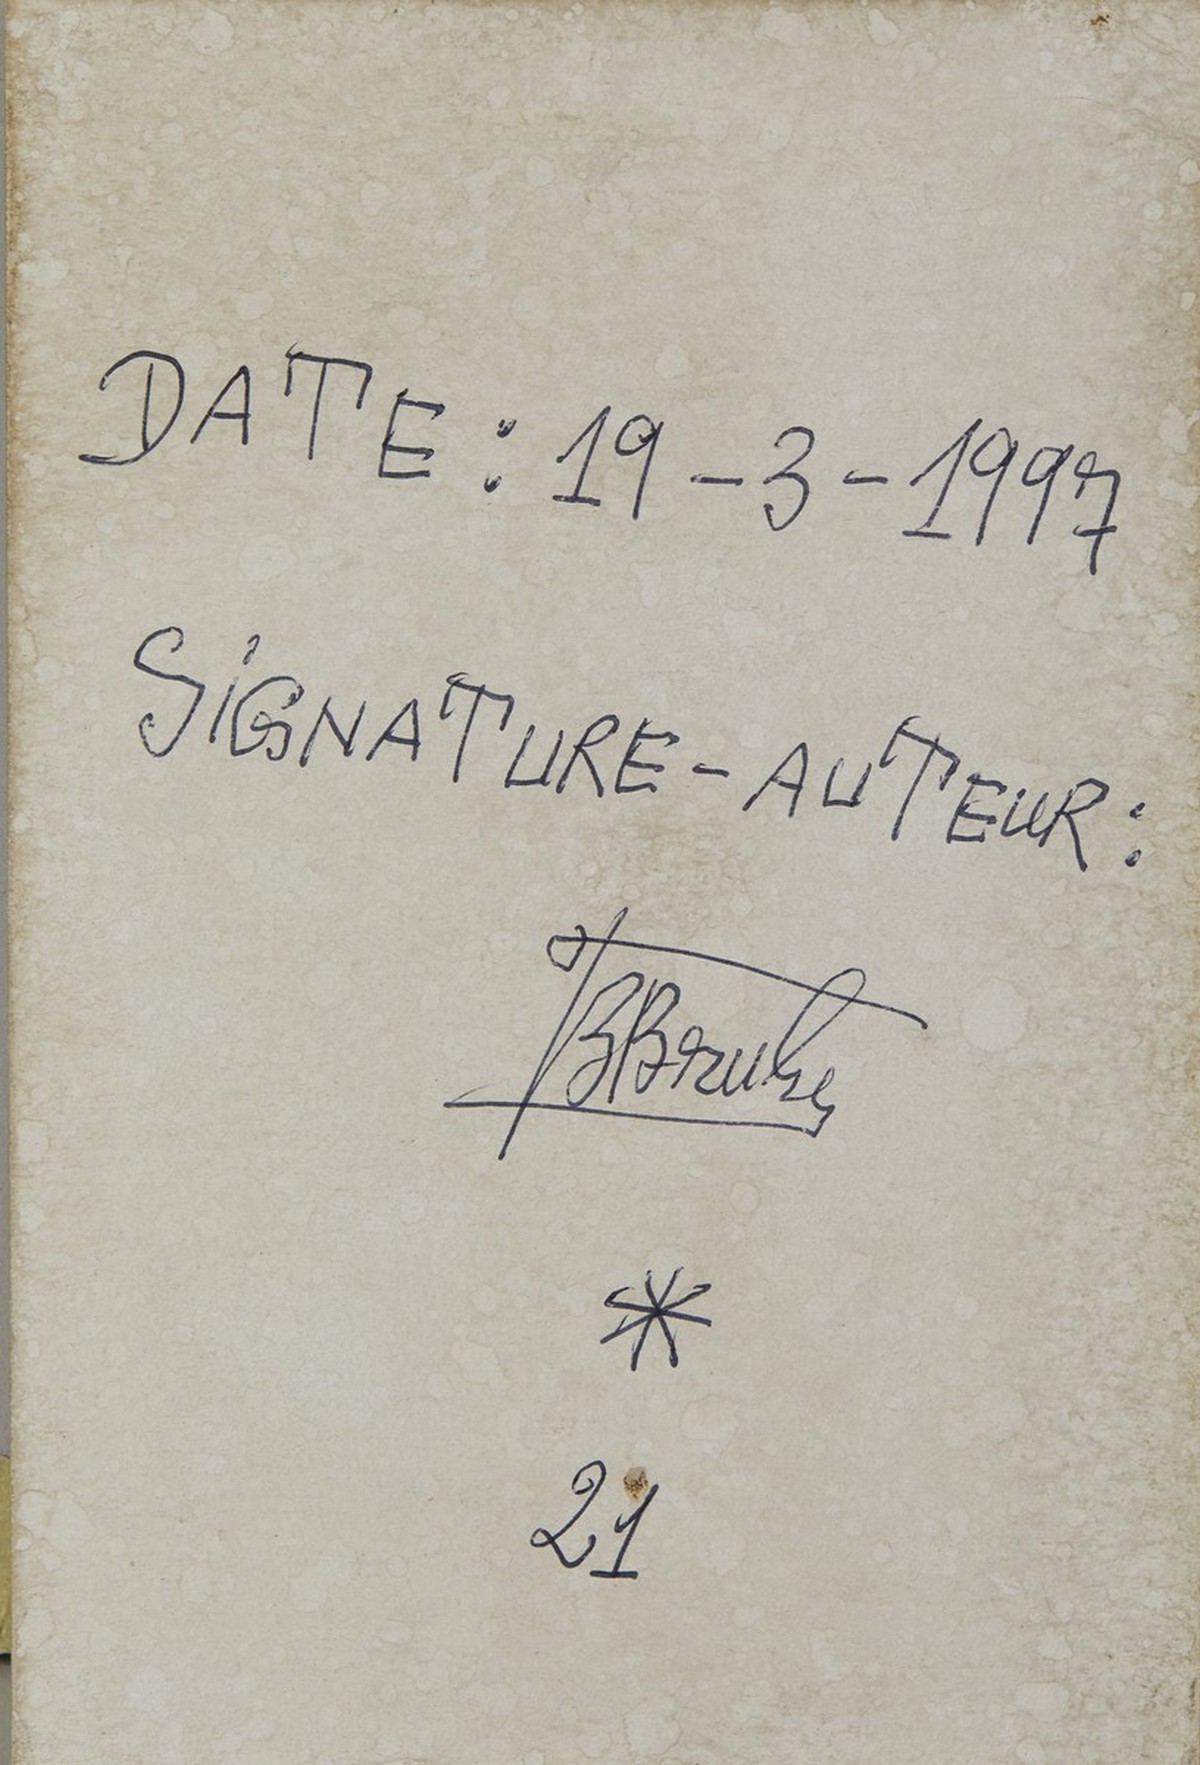 DATE : 19 - 3 - 1997
SiGNATURE - AUTEUR :
*
21